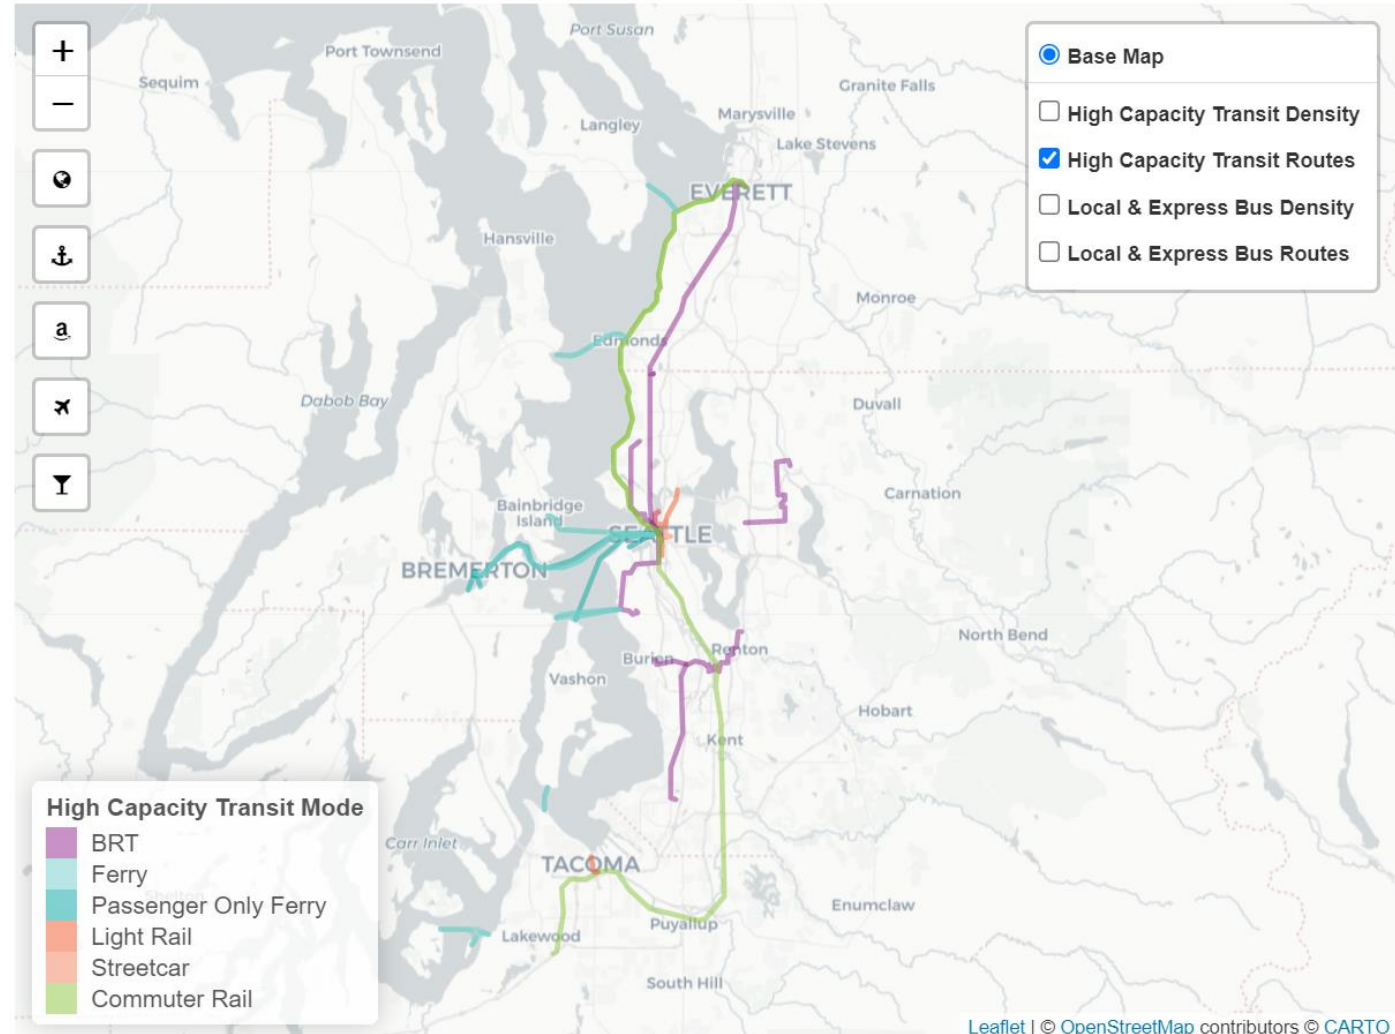 Port Susan
Port Townsend
Sequim
+
−
Base Map
Granite Falls
High Capacity Transit Density
Marysville
Langley
Lake Stevens
High Capacity Transit Routes
EVERETT
Local & Express Bus Density
Hansville
Local & Express Bus Routes
Monroe
a
Edmonds
Dabob Bay
Duvall
Carnation
Bainbridge
Island
SEATTLE
BREMERTON
North Bend
Renton
Burien
Vashon
Hobart
Kent
High Capacity Transit Mode
BRT
Ferry
Passenger Only Ferry
Light Rail
Streetcar
Commuter Rail
Carr Inlet
TACOMA
Shelton
Enumclaw
Puyallup
Lakewood
South Hill
Leaflet | © OpenStreetMap contributors © CARTO